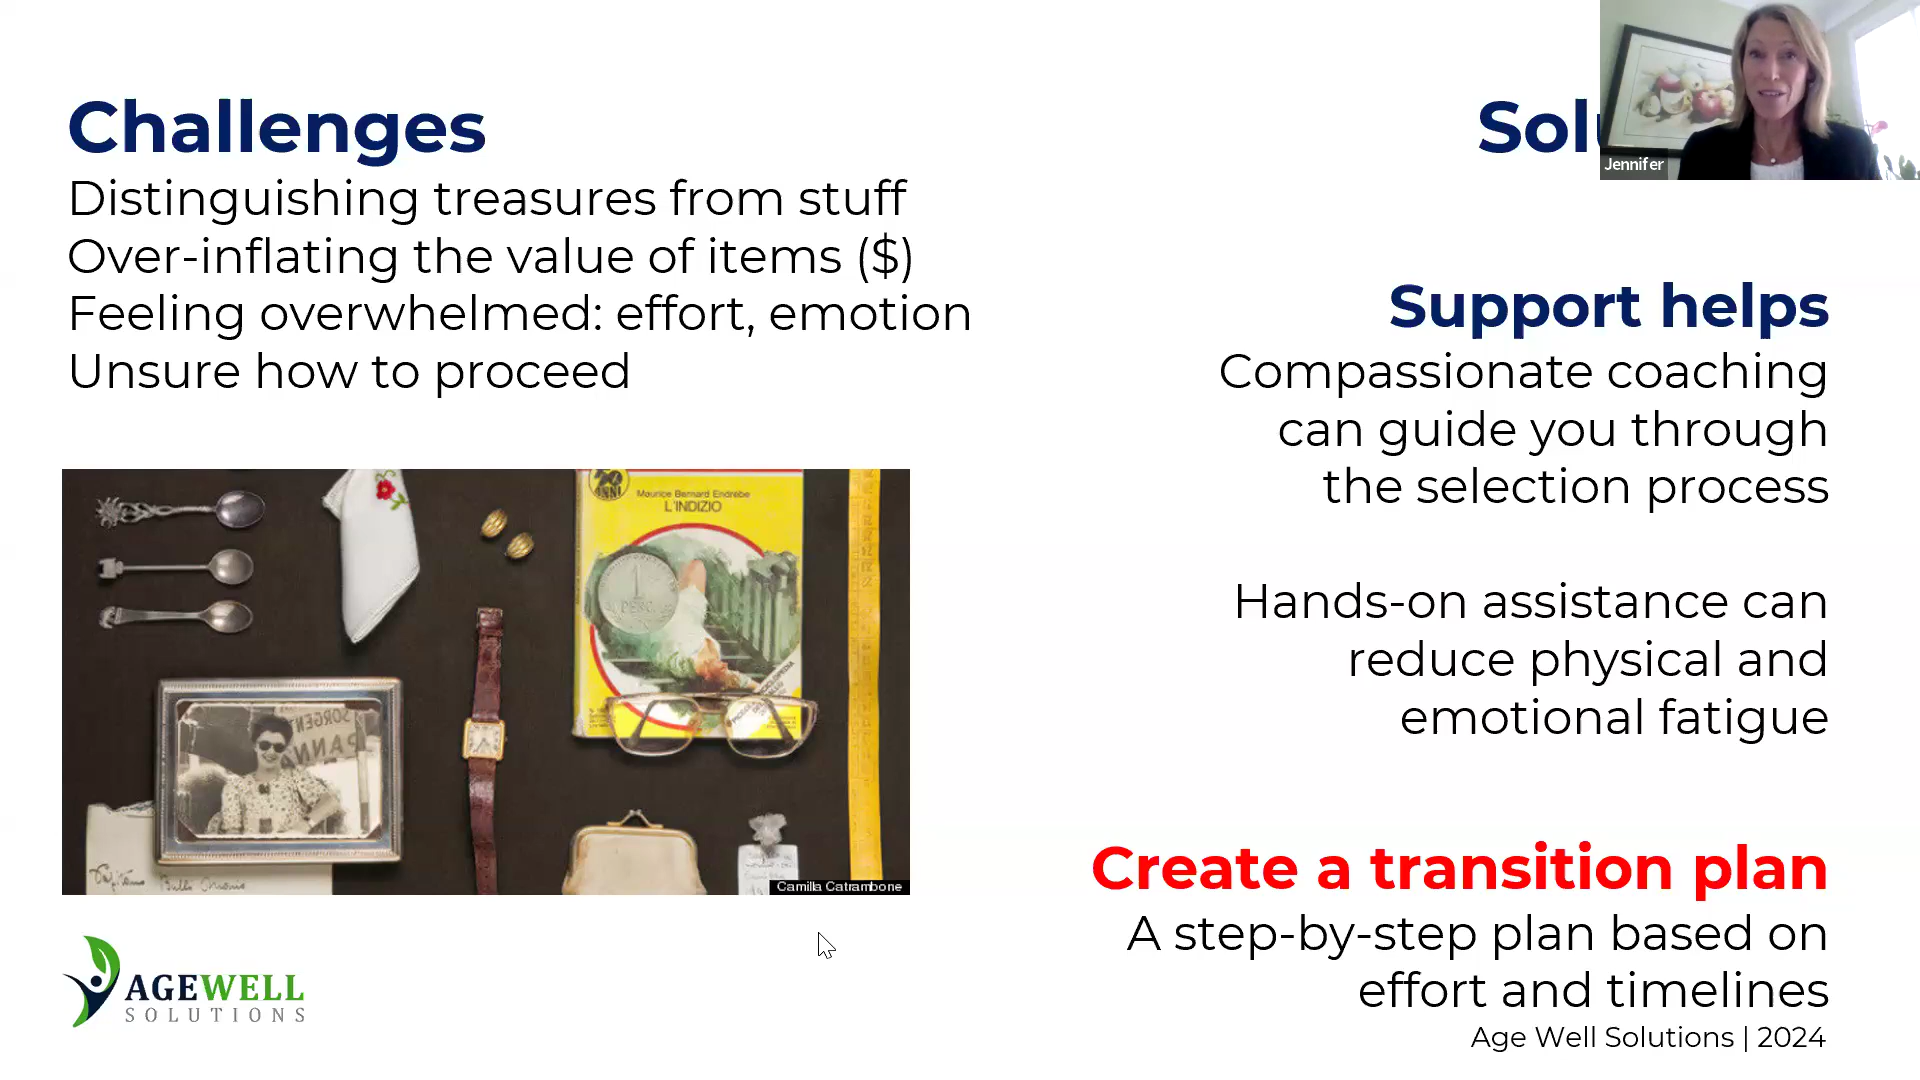 Challenges
Distinguishing treasures from stuff
Over-inflating the value of items ($)
Feeling overwhelmed: effort, emotion
Unsure how to proceed
Jennifer
Support helps
Compassionate coaching
can guide you through
the selection process
Hands-on assistance can
reduce physical and
emotional fatigue
Create a transition plan
A step-by-step plan based on
effort and timelines
Age Well Solutions | 2024
Maurice Bernard Endrèbe
L'INDIZIO
1
Camilla Catrambone
AGEWELL
SOLUTIONS